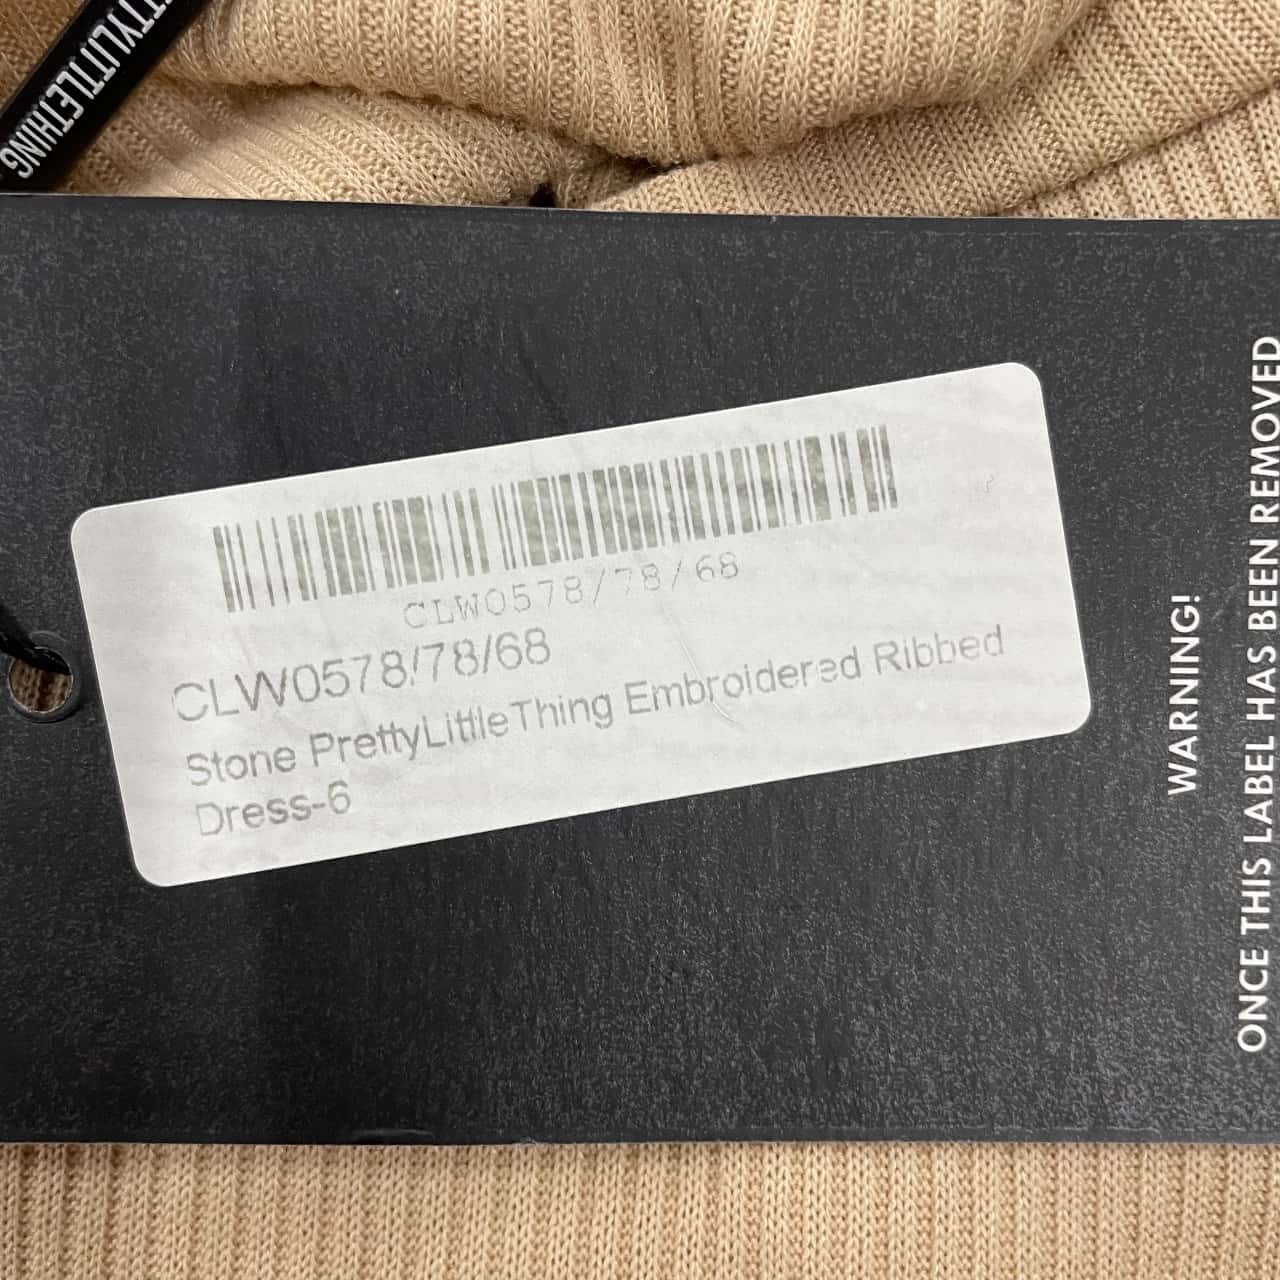 TTYLITTLETHING
CLW0578/78/68
CLW0578/78/68
Stone PrettyLittleThing Embroidered Ribbed
Dress-6
WARNING!
ONCE THIS LABEL HAS BEEN REMOVED